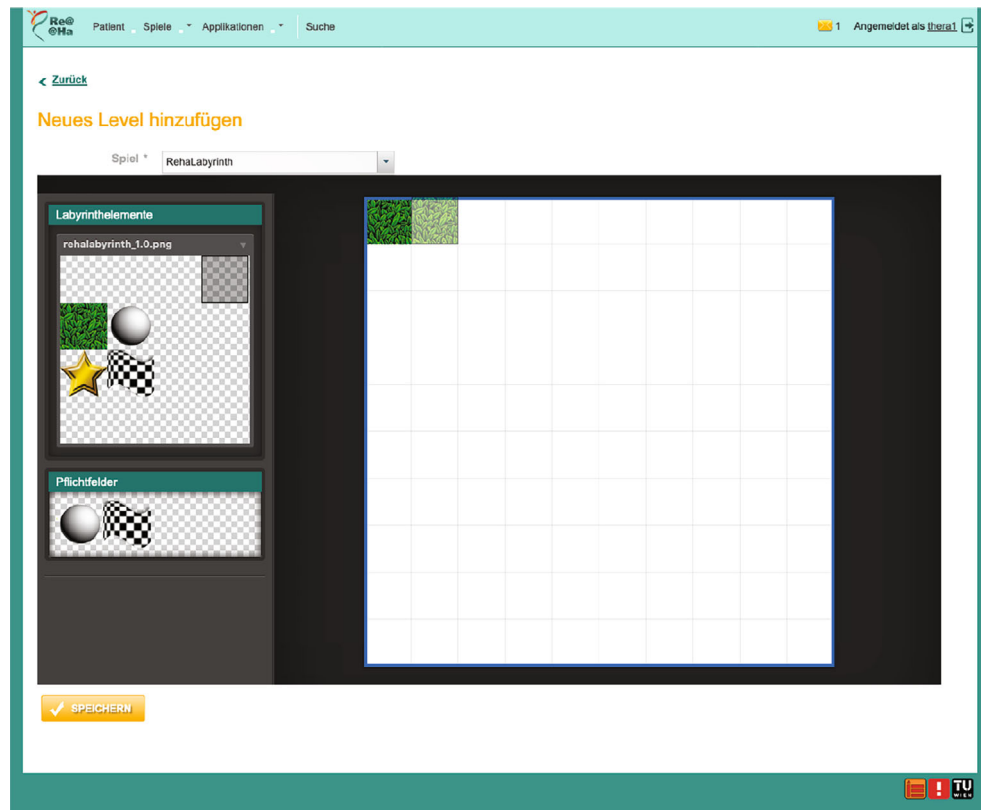 Re@
@Ha
Patient Spiele Applikationen Suche
1 Angemeldet als thera1
Zurück
Neues Level hinzufügen
Spiel * RehaLabyrinth
Labyrinthelemente
rehalabyrinth_1.0.png
Pflichtfelder
SPEICHERN
TU
WIEN